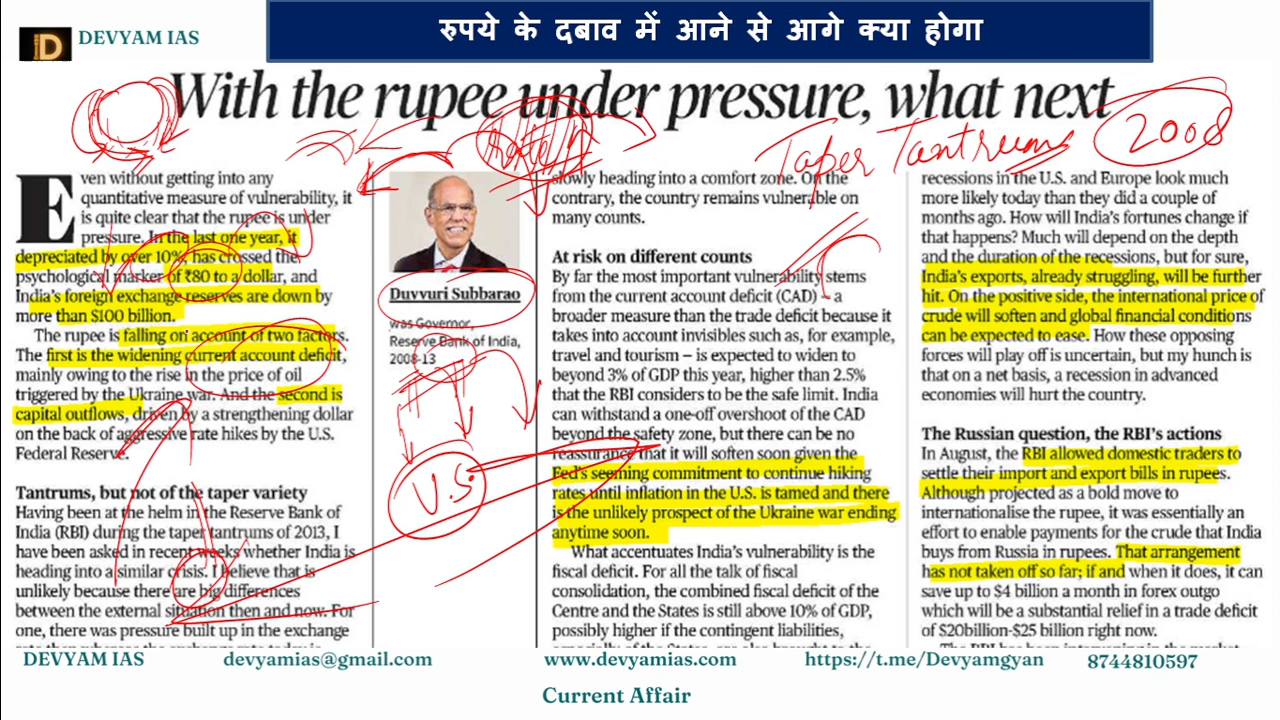 DEVYAM IAS
रुपये के दबाव में आने से आगे क्या होगा
With the rupee under pressure, what next
Taper Tantrums 2008
Even without getting into any
quantitative measure of vulnerability, it
is quite clear that the rupee is under
pressure. In the last one year, it
depreciated by over 10%, has crossed the
psychological marker of ₹80 to a dollar, and
India's foreign exchange reserves are down by
more than $100 billion.
The rupee is falling on account of two factors.
The first is the widening current account deficit,
mainly owing to the rise in the price of oil
triggered by the Ukraine war. And the second is
capital outflows, driven by a strengthening dollar
on the back of aggressive rate hikes by the U.S.
Federal Reserve.
Tantrums, but not of the taper variety
Having been at the helm in the Reserve Bank of
India (RBI) during the taper tantrums of 2013, I
have been asked in recent weeks whether India is
heading into a similar crisis. I believe that is
unlikely because there are big differences
between the external situation then and now. For
one, there was pressure built up in the exchange
Duvvuri Subbarao
was Governor,
Reserve Bank of India,
2008-13
U.S.
slowly heading into a comfort zone. On the
contrary, the country remains vulnerable on
many counts.
At risk on different counts
By far the most important vulnerability stems
from the current account deficit (CAD) – a
broader measure than the trade deficit because it
takes into account invisibles such as, for example,
travel and tourism – is expected to widen to
beyond 3% of GDP this year, higher than 2.5%
that the RBI considers to be the safe limit. India
can withstand a one-off overshoot of the CAD
beyond the safety zone, but there can be no
reassurance that it will soften soon given the
Fed's seeming commitment to continue hiking
rates until inflation in the U.S. is tamed and there
is the unlikely prospect of the Ukraine war ending
anytime soon.
What accentuates India's vulnerability is the
fiscal deficit. For all the talk of fiscal
consolidation, the combined fiscal deficit of the
Centre and the States is still above 10% of GDP,
possibly higher if the contingent liabilities,
recessions in the U.S. and Europe look much
more likely today than they did a couple of
months ago. How will India's fortunes change if
that happens? Much will depend on the depth
and the duration of the recessions, but for sure,
India's exports, already struggling, will be further
hit. On the positive side, the international price of
crude will soften and global financial conditions
can be expected to ease. How these opposing
forces will play off is uncertain, but my hunch is
that on a net basis, a recession in advanced
economies will hurt the country.
The Russian question, the RBI's actions
In August, the RBI allowed domestic traders to
settle their import and export bills in rupees.
Although projected as a bold move to
internationalise the rupee, it was essentially an
effort to enable payments for the crude that India
buys from Russia in rupees. That arrangement
has not taken off so far; if and when it does, it can
save up to $4 billion a month in forex outgo
which will be a substantial relief in a trade deficit
of $20billion-$25 billion right now.
DEVYAM IAS
devyamias@gmail.com
www.devyamias.com
https://t.me/Devyamgyan
8744810597
Current Affair